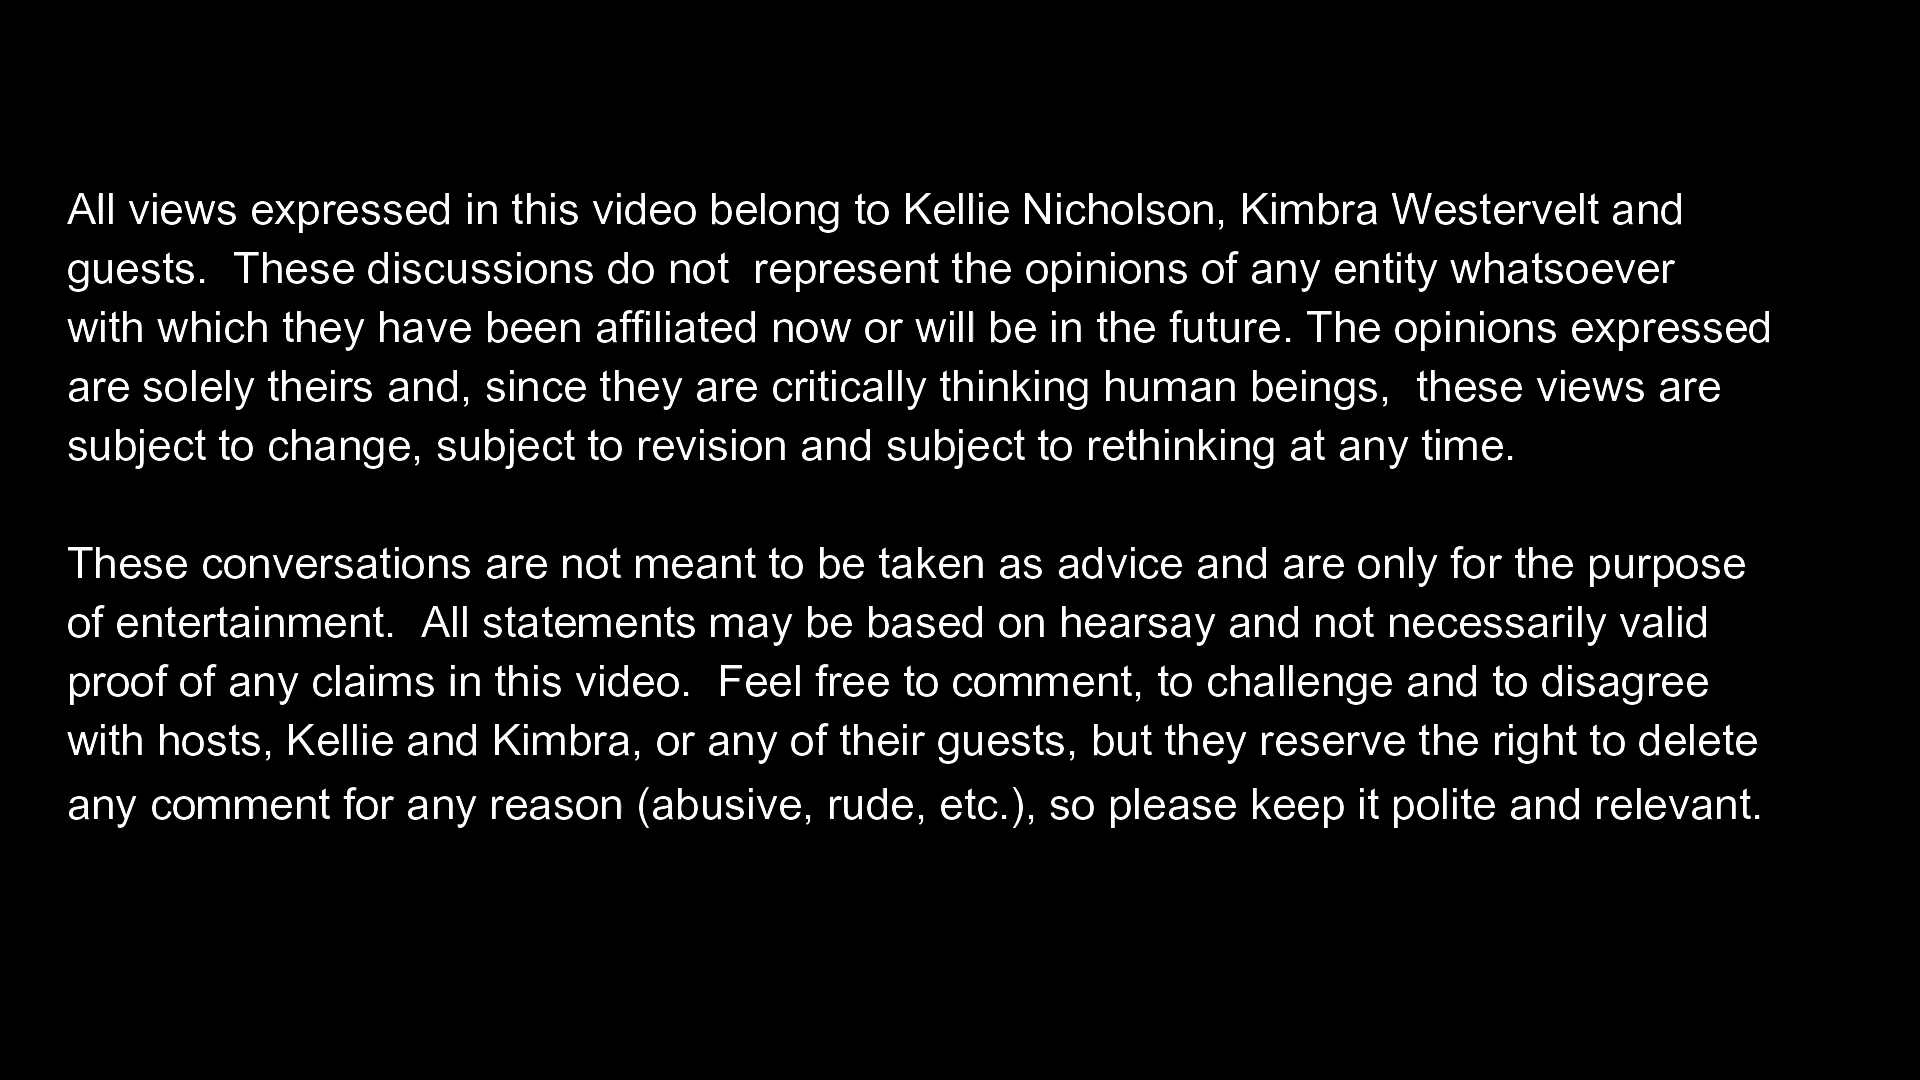 All views expressed in this video belong to Kellie Nicholson, Kimbra Westervelt and
guests.  These discussions do not  represent the opinions of any entity whatsoever
with which they have been affiliated now or will be in the future. The opinions expressed
are solely theirs and, since they are critically thinking human beings,  these views are
subject to change, subject to revision and subject to rethinking at any time.

These conversations are not meant to be taken as advice and are only for the purpose
of entertainment.  All statements may be based on hearsay and not necessarily valid
proof of any claims in this video.  Feel free to comment, to challenge and to disagree
with hosts, Kellie and Kimbra, or any of their guests, but they reserve the right to delete
any comment for any reason (abusive, rude, etc.), so please keep it polite and relevant.